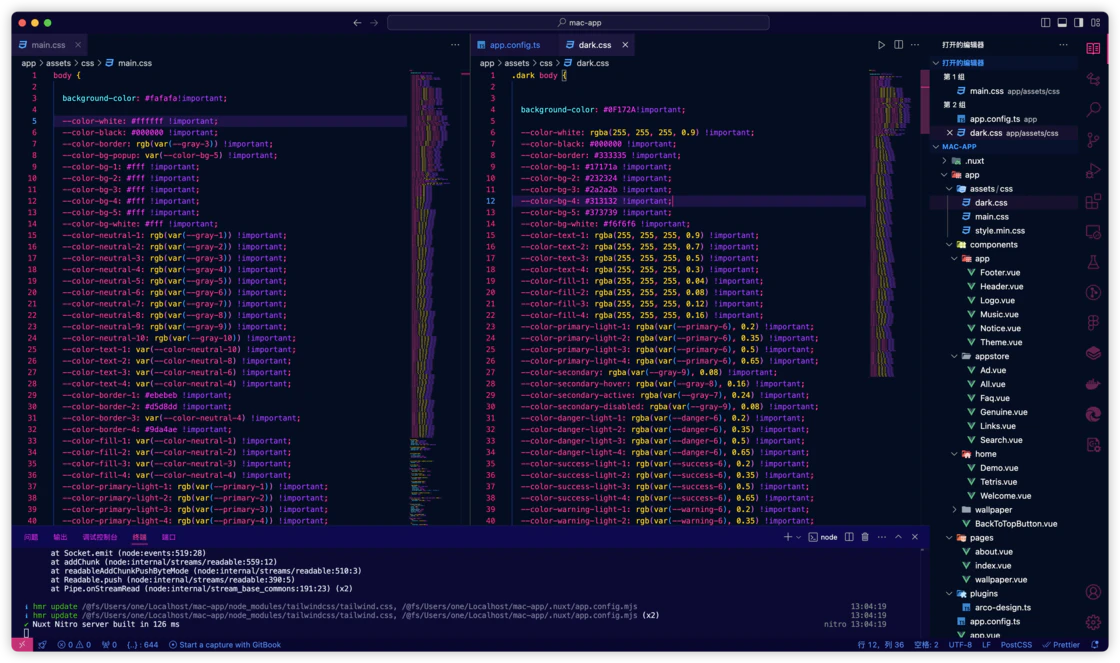 mac-app
main.css
app > assets > css > main.css
1 body {
2
3 background-color: #fafafa!important;
4
5 --color-white: #ffffff !important;
6 --color-black: #000000 !important;
7 --color-border: rgb(var(--gray-3)) !important;
8 --color-bg-popup: var(--color-bg-5) !important;
9 --color-bg-1: #fff !important;
10 --color-bg-2: #fff !important;
11 --color-bg-3: #fff !important;
12 --color-bg-4: #fff !important;
13 --color-bg-5: #fff !important;
14 --color-bg-white: #fff !important;
15 --color-neutral-1: rgb(var(--gray-1)) !important;
16 --color-neutral-2: rgb(var(--gray-2)) !important;
17 --color-neutral-3: rgb(var(--gray-3)) !important;
18 --color-neutral-4: rgb(var(--gray-4)) !important;
19 --color-neutral-5: rgb(var(--gray-5)) !important;
20 --color-neutral-6: rgb(var(--gray-6)) !important;
21 --color-neutral-7: rgb(var(--gray-7)) !important;
22 --color-neutral-8: rgb(var(--gray-8)) !important;
23 --color-neutral-9: rgb(var(--gray-9)) !important;
24 --color-neutral-10: rgb(var(--gray-10)) !important;
25 --color-text-1: var(--color-neutral-10) !important;
26 --color-text-2: var(--color-neutral-8) !important;
27 --color-text-3: var(--color-neutral-6) !important;
28 --color-text-4: var(--color-neutral-4) !important;
29 --color-border-1: #ebebeb !important;
30 --color-border-2: #d5d8dd !important;
31 --color-border-3: var(--color-neutral-4) !important;
32 --color-border-4: #9da4ae !important;
33 --color-fill-1: var(--color-neutral-1) !important;
34 --color-fill-2: var(--color-neutral-2) !important;
35 --color-fill-3: var(--color-neutral-3) !important;
36 --color-fill-4: var(--color-neutral-4) !important;
37 --color-primary-light-1: rgb(var(--primary-1)) !important;
38 --color-primary-light-2: rgb(var(--primary-2)) !important;
39 --color-primary-light-3: rgb(var(--primary-3)) !important;
40 --color-primary-light-4: rgb(var(--primary-4)) !important;
app.config.ts dark.css
app > assets > css > dark.css
1 .dark body {
2
3
4 background-color: #0F172A!important;
5
6 --color-white: rgba(255, 255, 255, 0.9) !important;
7 --color-black: #000000 !important;
8 --color-border: #333335 !important;
9 --color-bg-1: #17171a !important;
10 --color-bg-2: #232324 !important;
11 --color-bg-3: #2a2a2b !important;
12 --color-bg-4: #313132 !important;
13 --color-bg-5: #373739 !important;
14 --color-bg-white: #f6f6f6 !important;
15 --color-text-1: rgba(255, 255, 255, 0.9) !important;
16 --color-text-2: rgba(255, 255, 255, 0.7) !important;
17 --color-text-3: rgba(255, 255, 255, 0.5) !important;
18 --color-text-4: rgba(255, 255, 255, 0.3) !important;
19 --color-fill-1: rgba(255, 255, 255, 0.04) !important;
20 --color-fill-2: rgba(255, 255, 255, 0.08) !important;
21 --color-fill-3: rgba(255, 255, 255, 0.12) !important;
22 --color-fill-4: rgba(255, 255, 255, 0.16) !important;
23 --color-primary-light-1: rgba(var(--primary-6), 0.2) !important;
24 --color-primary-light-2: rgba(var(--primary-6), 0.35) !important;
25 --color-primary-light-3: rgba(var(--primary-6), 0.5) !important;
26 --color-primary-light-4: rgba(var(--primary-6), 0.65) !important;
27 --color-secondary: rgba(var(--gray-9), 0.08) !important;
28 --color-secondary-hover: rgba(var(--gray-8), 0.16) !important;
29 --color-secondary-active: rgba(var(--gray-7), 0.24) !important;
30 --color-secondary-disabled: rgba(var(--gray-9), 0.08) !important;
31 --color-danger-light-1: rgba(var(--danger-6), 0.2) !important;
32 --color-danger-light-2: rgba(var(--danger-6), 0.35) !important;
33 --color-danger-light-3: rgba(var(--danger-6), 0.5) !important;
34 --color-danger-light-4: rgba(var(--danger-6), 0.65) !important;
35 --color-success-light-1: rgba(var(--success-6), 0.2) !important;
36 --color-success-light-2: rgba(var(--success-6), 0.35) !important;
37 --color-success-light-3: rgba(var(--success-6), 0.5) !important;
38 --color-success-light-4: rgba(var(--success-6), 0.65) !important;
39 --color-warning-light-1: rgba(var(--warning-6), 0.2) !important;
40 --color-warning-light-2: rgba(var(--warning-6), 0.35) !important;
打开的编辑器
打开的编辑器
第 1 组
main.css app/assets/css
第 2 组
app.config.ts app
dark.css app/assets/css
MAC-APP
.nuxt
app
assets / css
dark.css
main.css
style.min.css
components
app
Footer.vue
Header.vue
Logo.vue
Music.vue
Notice.vue
Theme.vue
appstore
Ad.vue
All.vue
Faq.vue
Genuine.vue
Links.vue
Search.vue
home
Demo.vue
Tetris.vue
Welcome.vue
wallpaper
BackToTopButton.vue
pages
about.vue
index.vue
wallpaper.vue
plugins
arco-design.ts
app.config.ts
app.vue
问题 输出 调试控制台 终端 端口
node
at Socket.emit (node:events:519:28)
at addChunk (node:internal/streams/readable:559:12)
at readableAddChunkPushByteMode (node:internal/streams/readable:510:3)
at Readable.push (node:internal/streams/readable:390:5)
at Pipe.onStreamRead (node:internal/stream_base_commons:191:23) (x2)
i hmr update /@fs/Users/one/Localhost/mac-app/node_modules/tailwindcss/tailwind.css, /@fs/Users/one/Localhost/mac-app/.nuxt/app.config.mjs 13:04:19
i hmr update /@fs/Users/one/Localhost/mac-app/node_modules/tailwindcss/tailwind.css, /@fs/Users/one/Localhost/mac-app/.nuxt/app.config.mjs (x2) 13:04:19
✔ Nuxt Nitro server built in 126 ms nitro 13:04:19
0 0 0 {..} : 644 Start a capture with GitBook 行 12，列 36 空格: 2 UTF-8 LF PostCSS Prettier